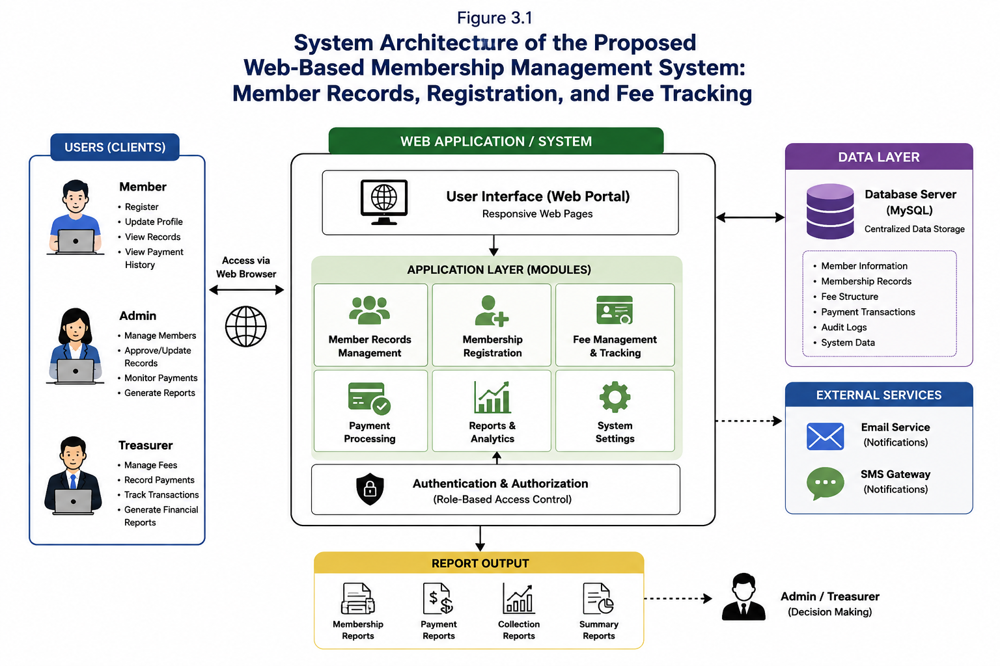 Figure 3.1
System Architecture of the Proposed
Web-Based Membership Management System:
Member Records, Registration, and Fee Tracking
USERS (CLIENTS)
Member
• Register
• Update Profile
• View Records
• View Payment
History
Admin
• Manage Members
• Approve/Update
Records
• Monitor Payments
• Generate Reports
Treasurer
• Manage Fees
• Record Payments
• Track Transactions
• Generate Financial
Reports
Access via
Web Browser
WEB APPLICATION / SYSTEM
User Interface (Web Portal)
Responsive Web Pages
APPLICATION LAYER (MODULES)
Member Records
Management
Membership
Registration
Fee Management
& Tracking
Payment
Processing
Reports &
Analytics
System
Settings
Authentication & Authorization
(Role-Based Access Control)
DATA LAYER
Database Server
(MySQL)
Centralized Data Storage
• Member Information
• Membership Records
• Fee Structure
• Payment Transactions
• Audit Logs
• System Data
EXTERNAL SERVICES
Email Service
(Notifications)
SMS Gateway
(Notifications)
REPORT OUTPUT
Membership
Reports
$ $
Payment
Reports
Collection
Reports
Summary
Reports
Admin / Treasurer
(Decision Making)